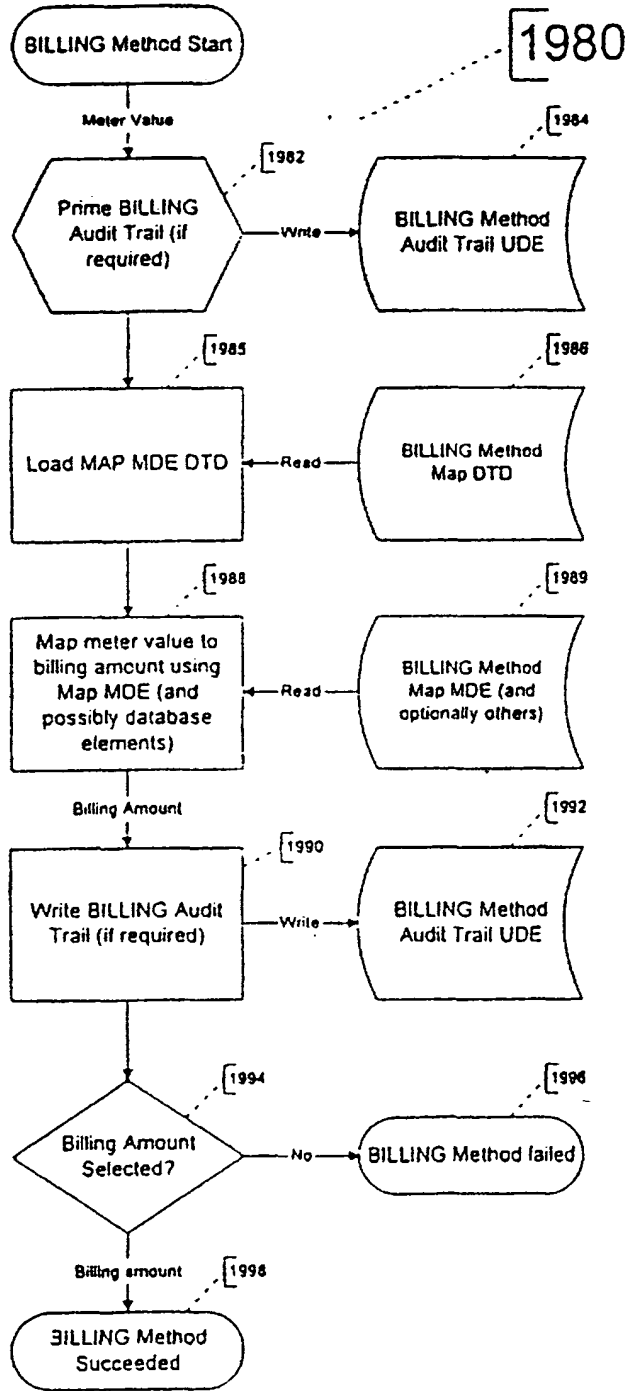 BILLING Method Start
1980
Meter Value
1982
1984
Prime BILLING
Audit Trail (if
required)
Write
BILLING Method
Audit Trail UDE
1985
1986
Load MAP MDE DTD
Read
BILLING Method
Map DTD
1988
1989
Map meter value to
billing amount using
Map MDE (and
possibly database
elements)
Read
BILLING Method
Map MDE (and
optionally others)
Billing Amount
1990
1992
Write BILLING Audit
Trail (if required)
Write
BILLING Method
Audit Trail UDE
1994
1996
Billing Amount
Selected?
No
BILLING Method failed
Billing amount
1998
BILLING Method
Succeeded